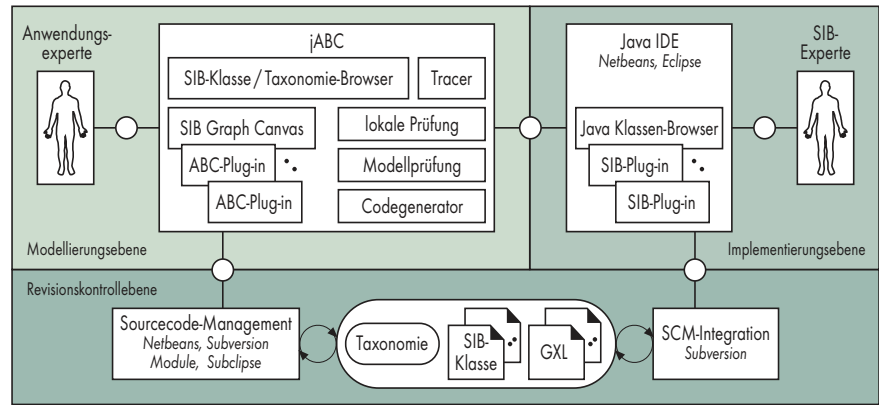 Anwendungs-
experte
jABC
SIB-Klasse / Taxonomie-Browser
Tracer
SIB Graph Canvas
ABC-Plug-in
ABC-Plug-in
lokale Prüfung
Modellprüfung
Codegenerator
Modellierungsebene
Java IDE
Netbeans, Eclipse
Java Klassen-Browser
SIB-Plug-in
SIB-Plug-in
SIB-
Experte
Implementierungsebene
Revisionskontrollebene
Sourcecode-Management
Netbeans, Subversion
Module, Subclipse
Taxonomie
SIB-
Klasse
GXL
SCM-Integration
Subversion